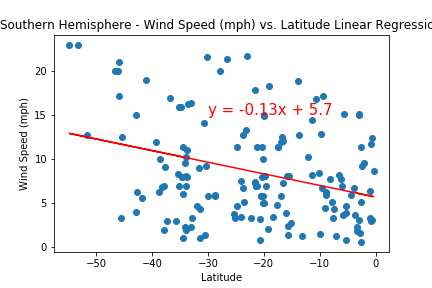 Southern Hemisphere - Wind Speed (mph) vs. Latitude Linear Regressio
20
15
10
5
0
Wind Speed (mph)
y = -0.13x + 5.7
−50 −40 −30 −20 −10 0
Latitude